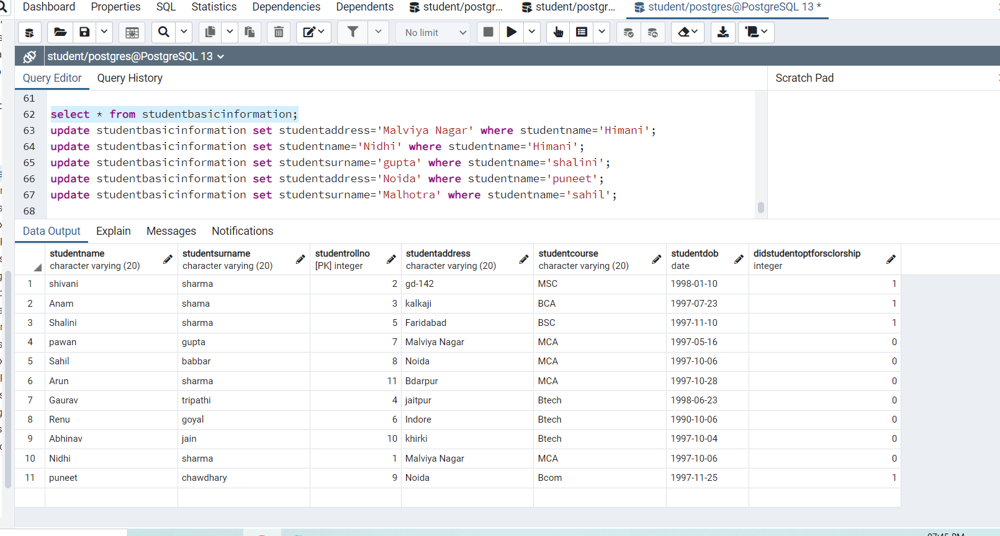 Dashboard Properties SQL Statistics Dependencies Dependents student/postgr... student/postgr... student/postgres@PostgreSQL 13 *
No limit
student/postgres@PostgreSQL 13
Query Editor Query History Scratch Pad
61
62 select * from studentbasicinformation;
63 update studentbasicinformation set studentaddress='Malviya Nagar' where studentname='Himani';
64 update studentbasicinformation set studentname='Nidhi' where studentname='Himani';
65 update studentbasicinformation set studentsurname='gupta' where studentname='shalini';
66 update studentbasicinformation set studentaddress='Noida' where studentname='puneet';
67 update studentbasicinformation set studentsurname='Malhotra' where studentname='sahil';
68
Data Output Explain Messages Notifications
studentname studentsurname studentrollno studentaddress studentcourse studentdob didstudentoptforsclorship
character varying (20) character varying (20) [PK] integer character varying (20) character varying (20) date integer
1 shivani sharma 2 gd-142 MSC 1998-01-10 1
2 Anam shama 3 kalkaji BCA 1997-07-23 1
3 Shalini sharma 5 Faridabad BSC 1997-11-10 1
4 pawan gupta 7 Malviya Nagar MCA 1997-05-16 0
5 Sahil babbar 8 Noida MCA 1997-10-06 0
6 Arun sharma 11 Bdarpur MCA 1997-10-28 0
7 Gaurav tripathi 4 jaitpur Btech 1998-06-23 0
8 Renu goyal 6 Indore Btech 1990-10-06 0
9 Abhinav jain 10 khirki Btech 1997-10-04 0
10 Nidhi sharma 1 Malviya Nagar MCA 1997-10-06 0
11 puneet chawdhary 9 Noida Bcom 1997-11-25 1